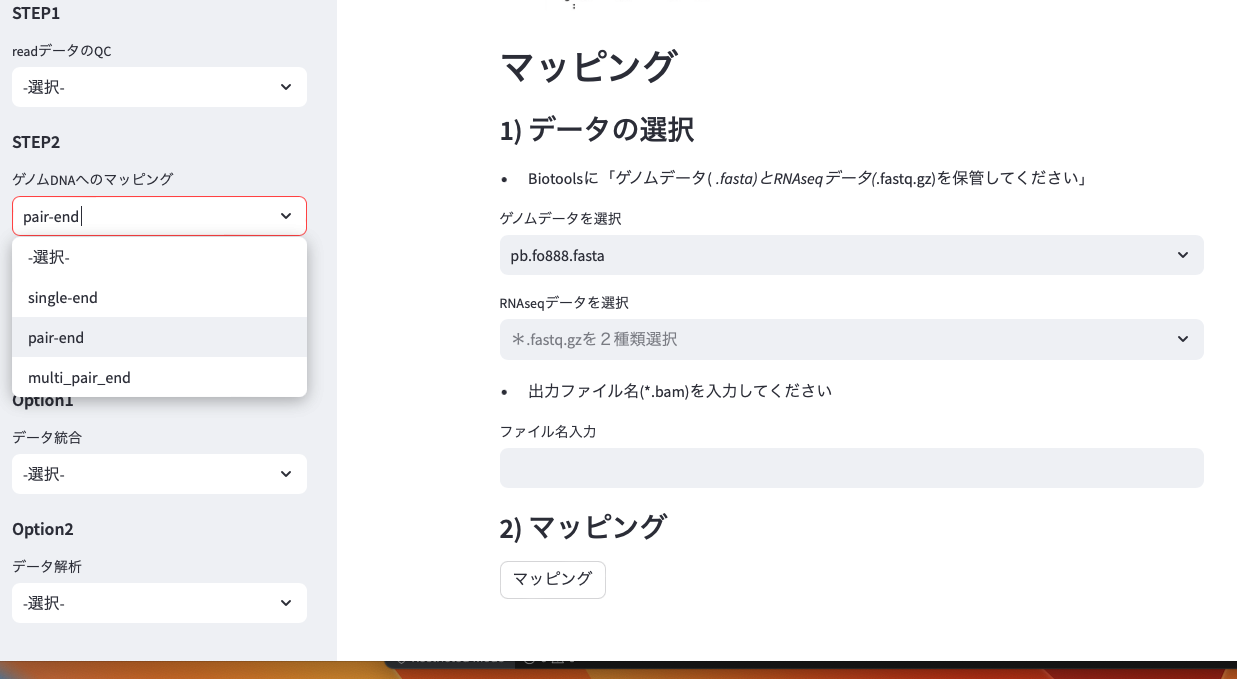 STEP1
readデータのQC
-選択-
STEP2
ゲノムDNAへのマッピング
pair-end
-選択-
single-end
pair-end
multi_pair_end
Option1
データ統合
-選択-
Option2
データ解析
-選択-
マッピング
1) データの選択
• Biotoolsに「ゲノムデータ( .fasta)とRNAseqデータ(.fastq.gz)を保管してください」
ゲノムデータを選択
pb.fo888.fasta
RNAseqデータを選択
＊.fastq.gzを２種類選択
• 出力ファイル名(*.bam)を入力してください
ファイル名入力
2) マッピング
マッピング